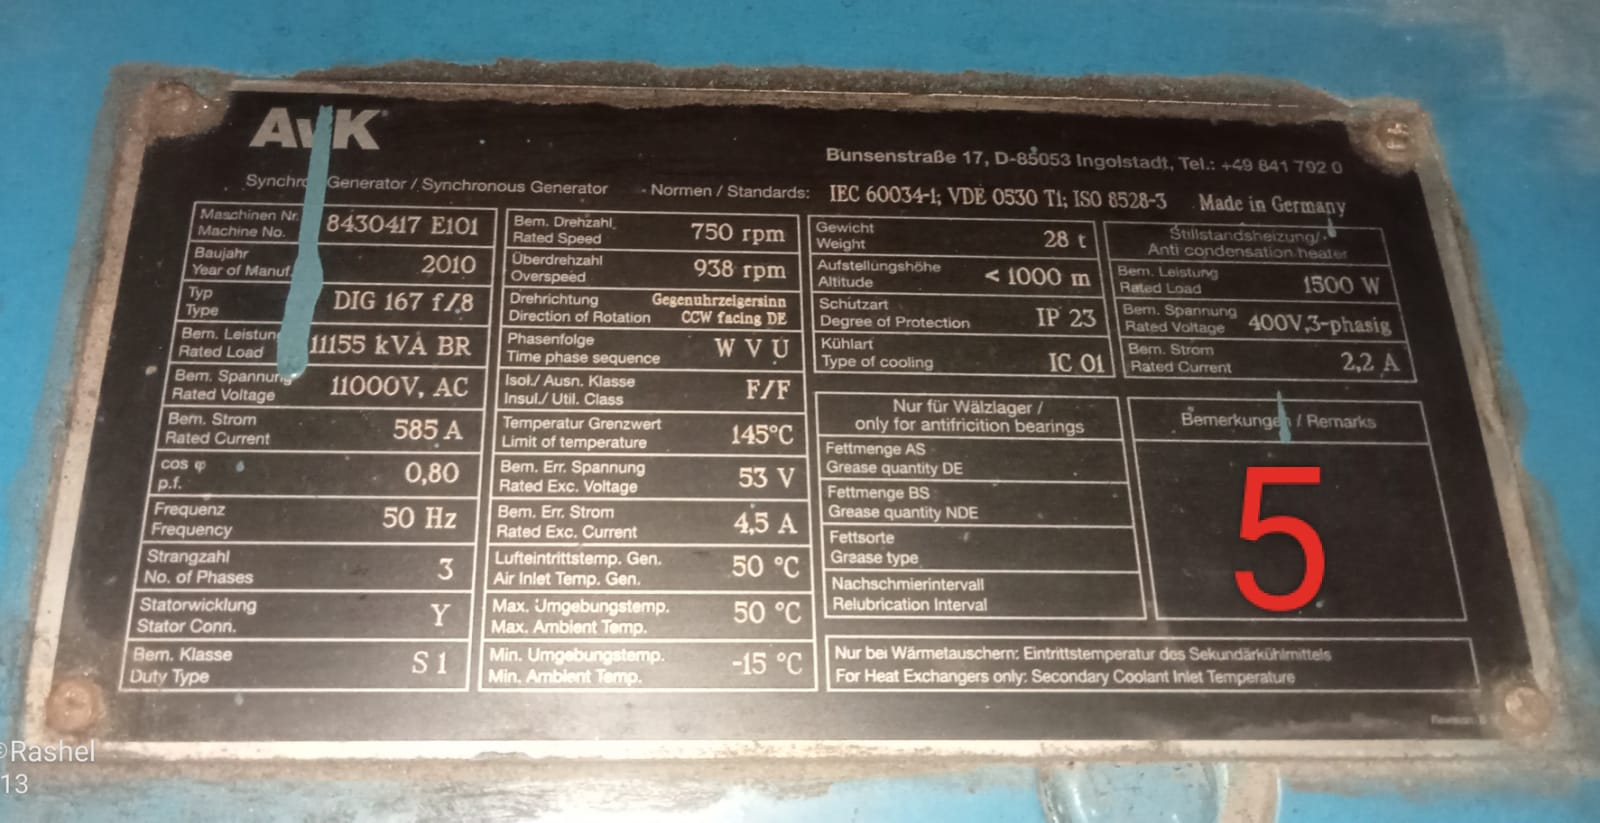 AvK
Bunsenstraße 17, D-85053 Ingolstadt, Tel.: +49 841 792 0
Synchro Generator / Synchronous Generator - Normen / Standards: IEC 60034-1; VDE 0530 T1; ISO 8528-3 Made in Germany
Maschinen Nr.
Machine No. 8430417 E101
Baujahr
Year of Manuf. 2010
Typ
Type DIG 167 f/8
Bem. Leistung
Rated Load 11155 kVA BR
Bem. Spannung
Rated Voltage 11000V, AC
Bem. Strom
Rated Current 585 A
cos φ
p.f. 0,80
Frequenz
Frequency 50 Hz
Strangzahl
No. of Phases 3
Statorwicklung
Stator Conn. Y
Bem. Klasse
Duty Type S 1
Bem. Drehzahl
Rated Speed 750 rpm
Überdrehzahl
Overspeed 938 rpm
Drehrichtung Gegenuhrzeigersinn
Direction of Rotation CCW facing DE
Phasenfolge
Time phase sequence W V U
Isol./ Ausn. Klasse
Insul./ Util. Class F/F
Temperatur Grenzwert
Limit of temperature 145°C
Bem. Err. Spannung
Rated Exc. Voltage 53 V
Bem. Err. Strom
Rated Exc. Current 4,5 A
Lufteintrittstemp. Gen.
Air Inlet Temp. Gen. 50 °C
Max. Umgebungstemp.
Max. Ambient Temp. 50 °C
Min. Umgebungstemp.
Min. Ambient Temp. -15 °C
Gewicht
Weight 28 t
Aufstellungshöhe
Altitude < 1000 m
Schutzart
Degree of Protection IP 23
Kühlart
Type of cooling IC 01
Nur für Wälzlager /
only for antifricition bearings
Fettmenge AS
Grease quantity DE
Fettmenge BS
Grease quantity NDE
Fettsorte
Grease type
Nachschmierintervall
Relubrication Interval
Stillstandsheizung/
Anti condensation heater
Bem. Leistung
Rated Load 1500 W
Bem. Spannung
Rated Voltage 400V,3-phasig
Bem. Strom
Rated Current 2,2 A
Bemerkungen / Remarks
5
Nur bei Wärmetauschern: Eintrittstemperatur des Sekundärkühlmittels
For Heat Exchangers only: Secondary Coolant Inlet Temperature
©Rashel
13